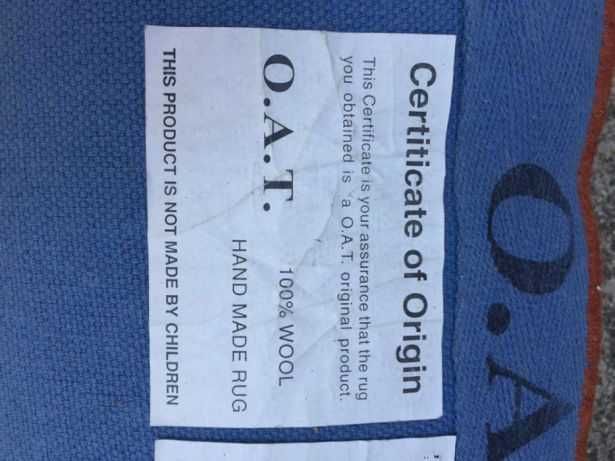 Certiticate of Origin
This Certificate is your assurance that the rug
you obtained is a O.A.T. original product.
O.A.T.
100% WOOL
HAND MADE RUG
THIS PRODUCT IS NOT MADE BY CHILDREN
O.A